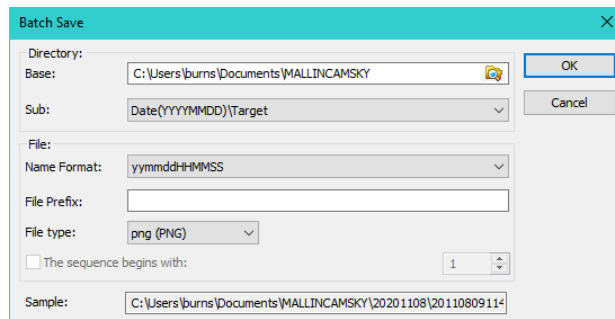 Batch Save
Directory:
Base: C:\Users\burns\Documents\MALLINCAMSKY
OK
Sub: Date(YYYYMMDD)\Target
Cancel
File:
Name Format: yymmddHHMMSS
File Prefix:
File type: png (PNG)
The sequence begins with: 1
Sample: C:\Users\burns\Documents\MALLINCAMSKY\20201108\20110809114